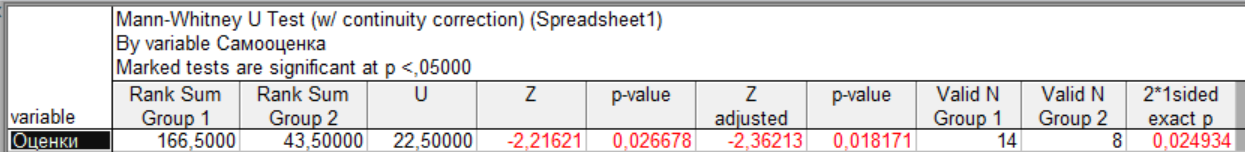 Mann-Whitney U Test (w/ continuity correction) (Spreadsheet1)
By variable Самооценка
Marked tests are significant at p <,05000
variable Rank Sum Group 1 Rank Sum Group 2 U Z p-value Z adjusted p-value Valid N Group 1 Valid N Group 2 2*1sided exact p
Оценки 166,5000 43,50000 22,50000 -2,21621 0,026678 -2,36213 0,018171 14 8 0,024934